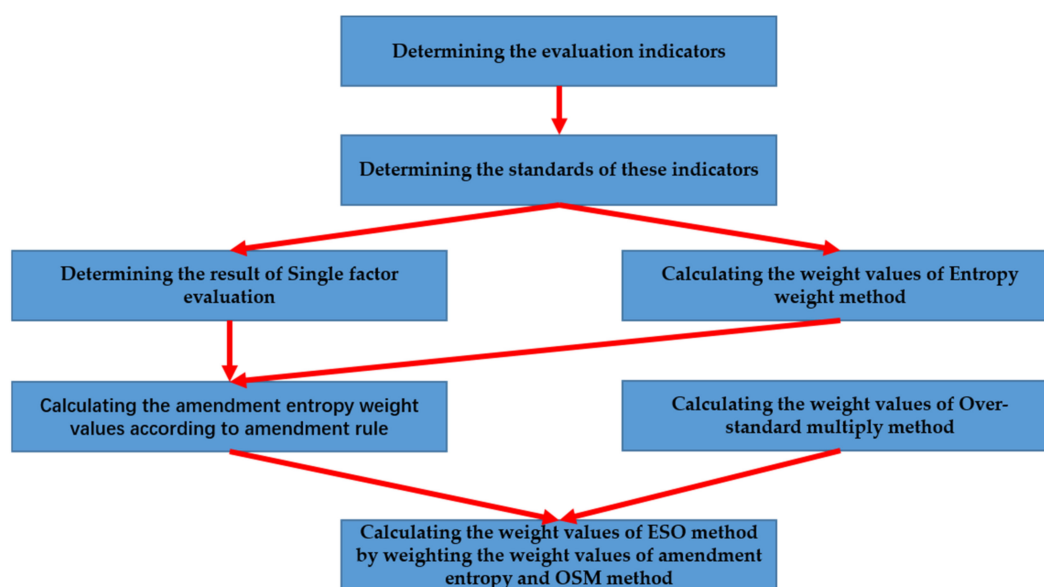 Determining the evaluation indicators
Determining the standards of these indicators
Determining the result of Single factor
evaluation
Calculating the weight values of Entropy
weight method
Calculating the amendment entropy weight
values according to amendment rule
Calculating the weight values of Over-
standard multiply method
Calculating the weight values of ESO method
by weighting the weight values of amendment
entropy and OSM method